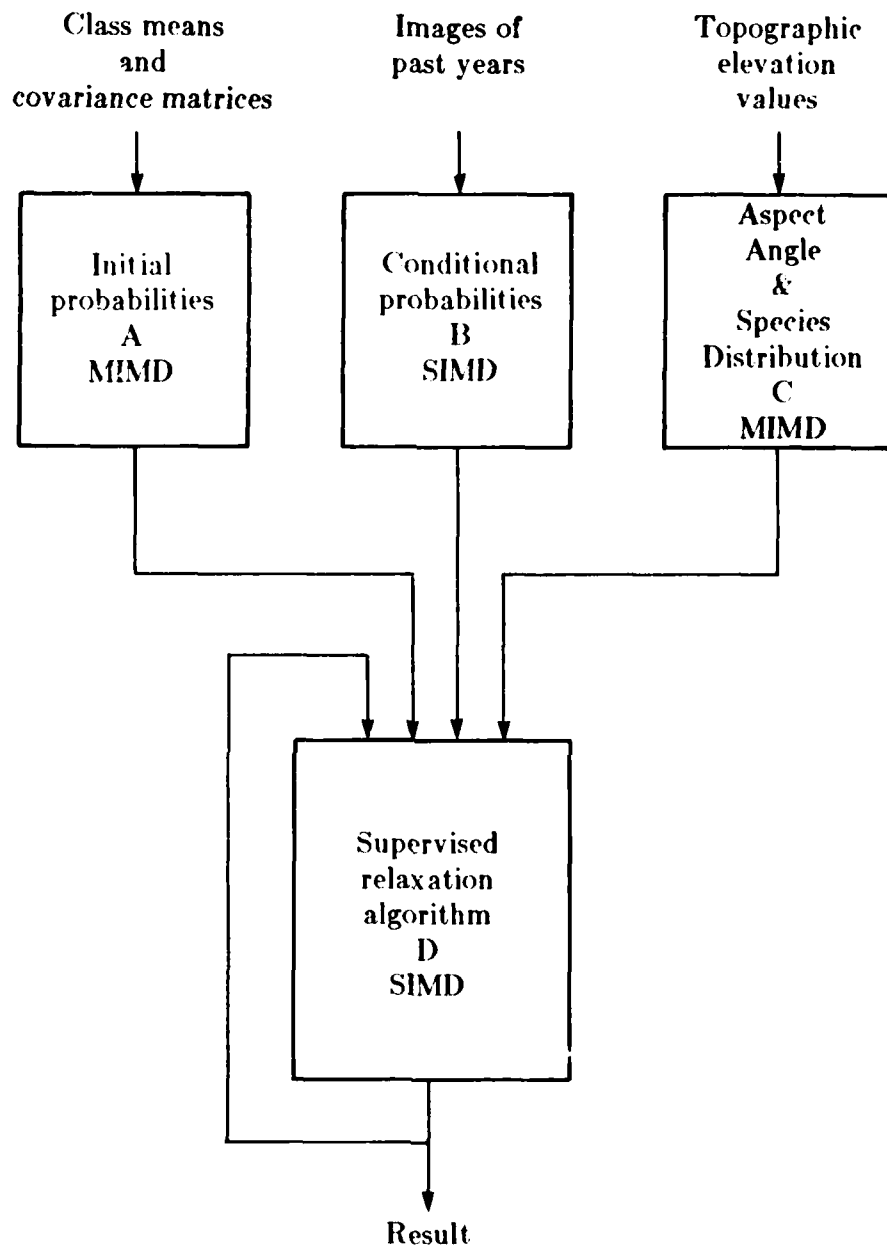 Class means
and
covariance matrices
Images of
past years
Topographic
elevation
values
Initial
probabilities
A
MIMD
Conditional
probabilities
B
SIMD
Aspect
Angle
&
Species
Distribution
C
MIMD
Supervised
relaxation
algorithm
D
SIMD
Result